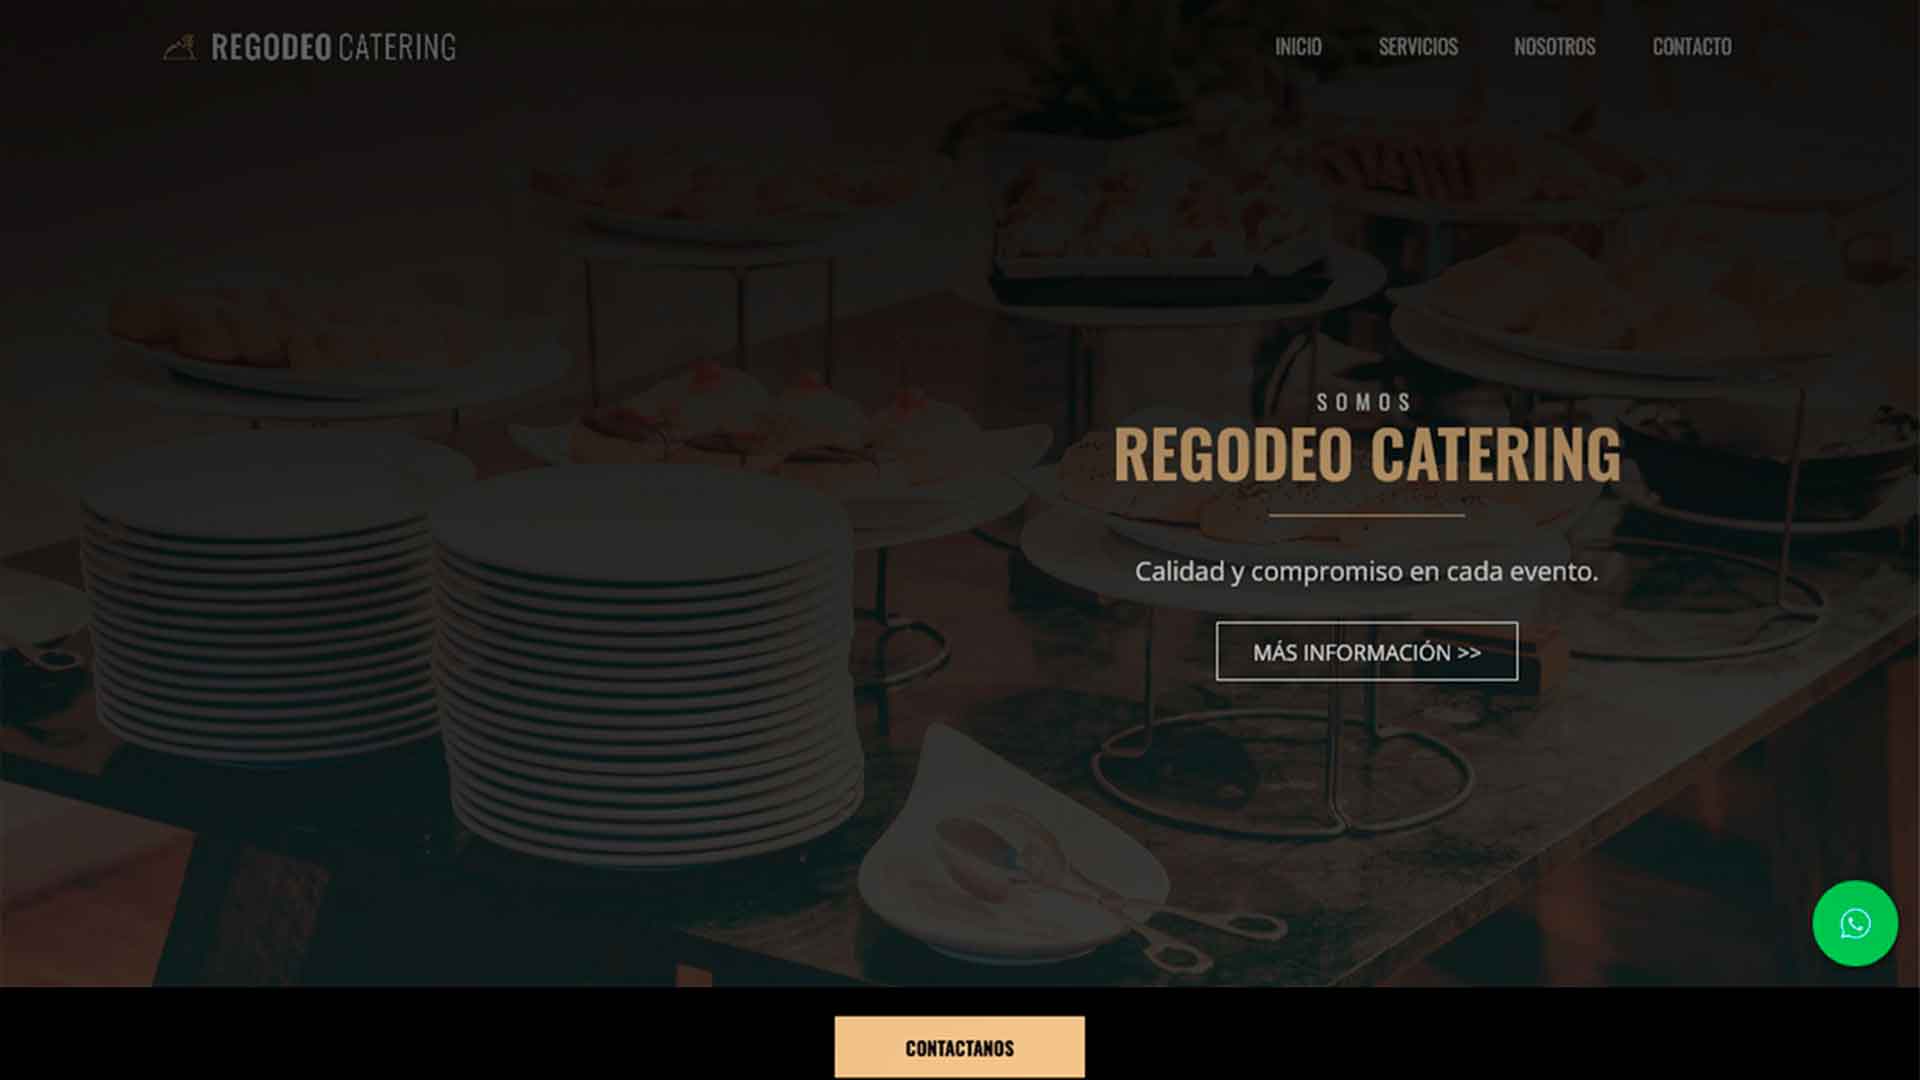 REGODEO CATERING
INICIO SERVICIOS NOSOTROS CONTACTO
SOMOS
REGODEO CATERING
Calidad y compromiso en cada evento.
MÁS INFORMACIÓN >>
CONTACTANOS